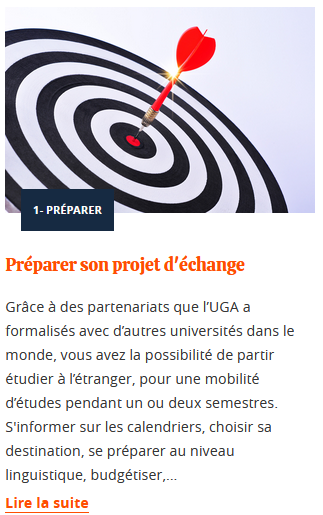 1- PRÉPARER
Préparer son projet d'échange
Grâce à des partenariats que l’UGA a
formalisés avec d’autres universités dans le
monde, vous avez la possibilité de partir
étudier à l’étranger, pour une mobilité
d’études pendant un ou deux semestres.
S'informer sur les calendriers, choisir sa
destination, se préparer au niveau
linguistique, budgétiser,...
Lire la suite